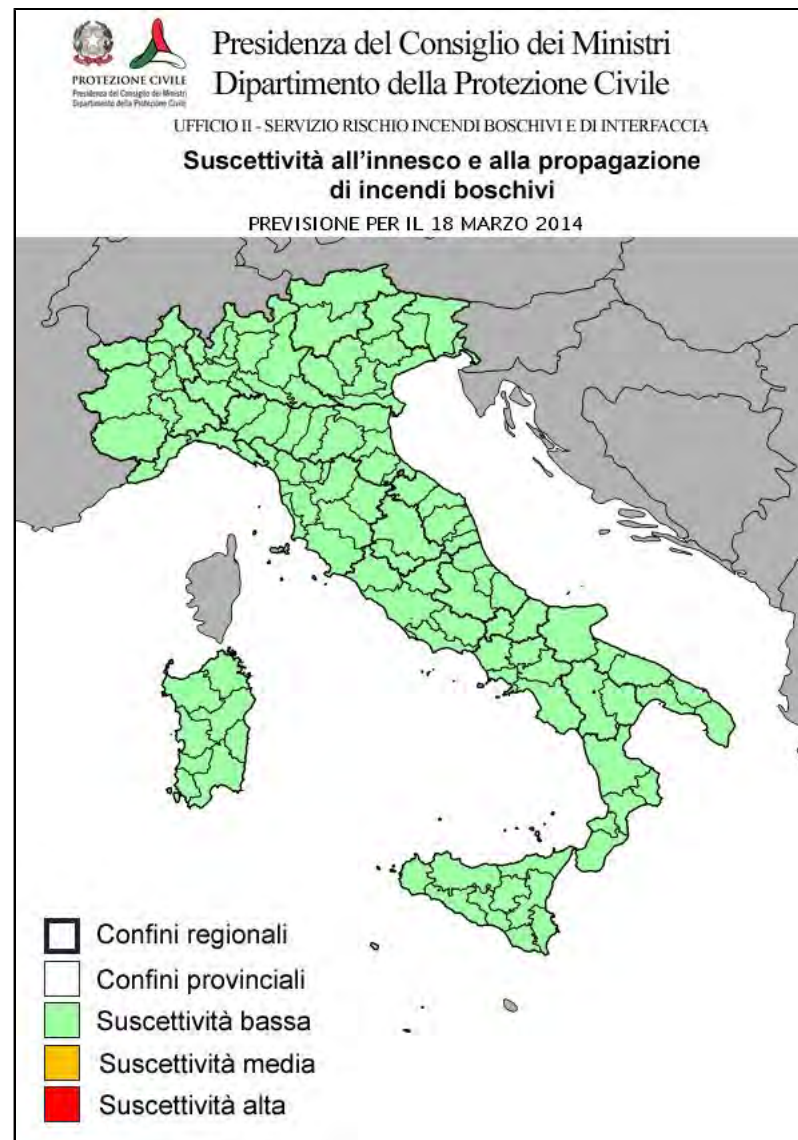 PROTEZIONE CIVILE
Presidenza del Consiglio dei Ministri
Dipartimento della Protezione Civile
Presidenza del Consiglio dei Ministri
Dipartimento della Protezione Civile
UFFICIO II - SERVIZIO RISCHIO INCENDI BOSCHIVI E DI INTERFACCIA
Suscettività all'innesco e alla propagazione
di incendi boschivi
PREVISIONE PER IL 18 MARZO 2014
Confini regionali
Confini provinciali
Suscettività bassa
Suscettività media
Suscettività alta